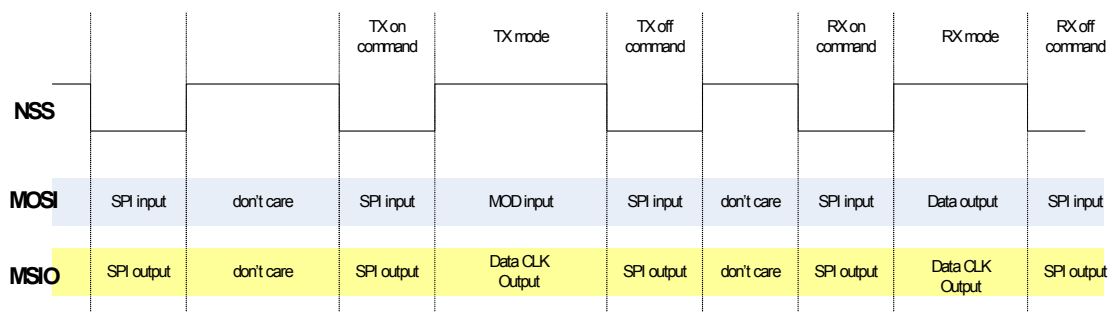 TX on command TX mode TX off command RX on command RX mode RX off command
NSS
MOSI SPI input don't care SPI input MOD input SPI input don't care SPI input Data output SPI input
MSIO SPI output don't care SPI output Data CLK Output SPI output don't care SPI output Data CLK Output SPI output